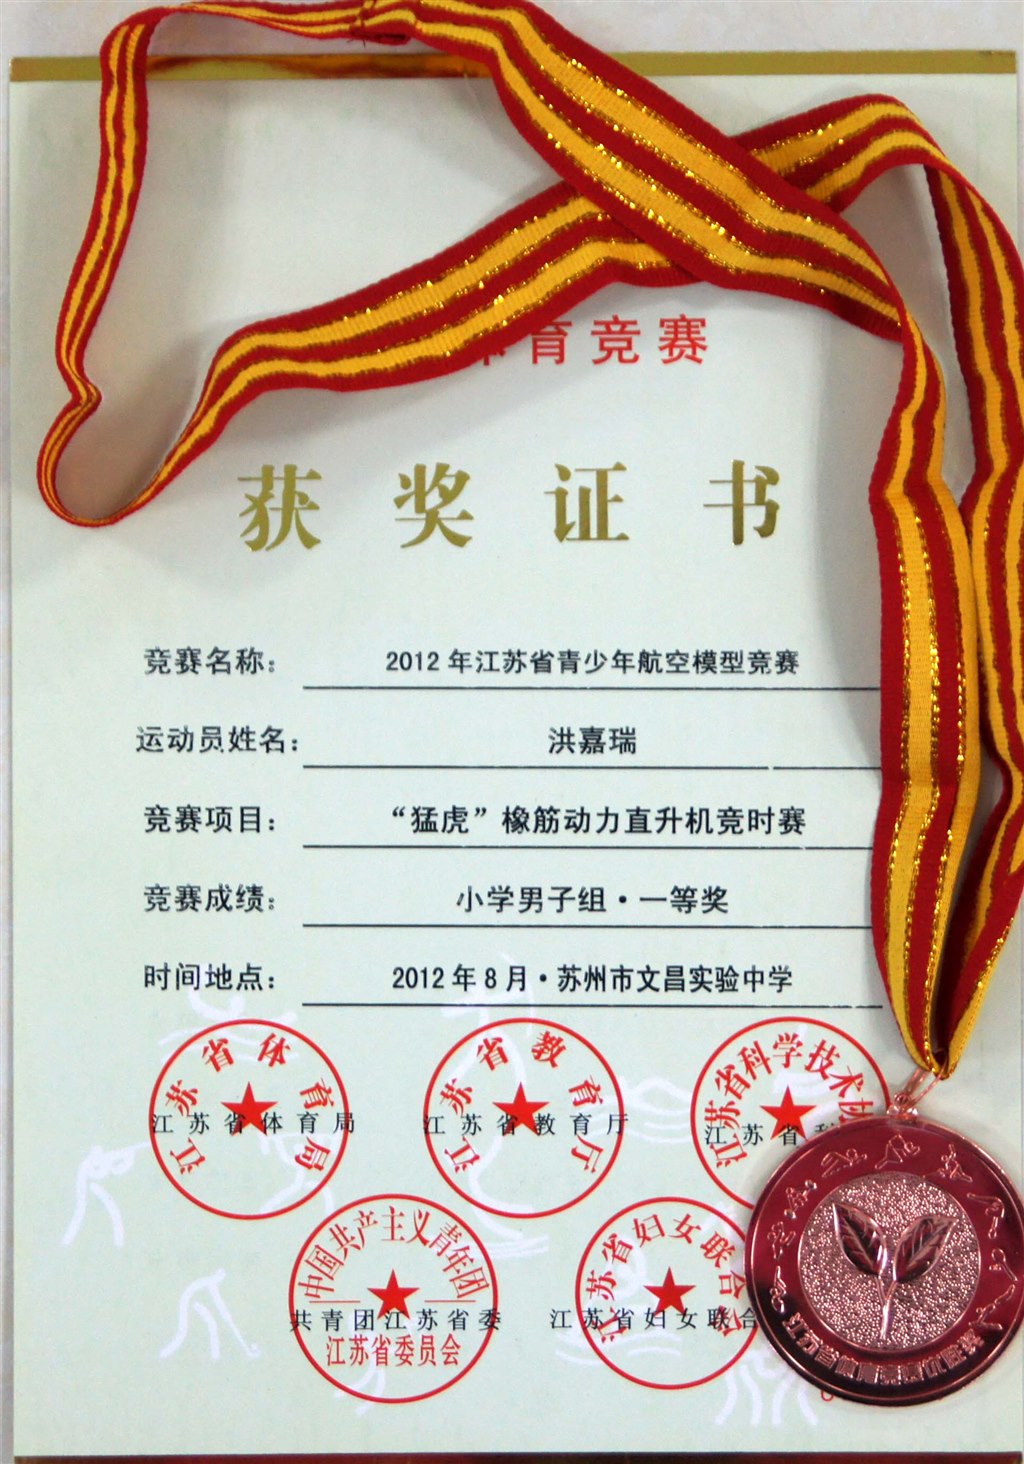 育竞赛
获奖证书
竞赛名称： 2012年江苏省青少年航空模型竞赛
运动员姓名： 洪嘉瑞
竞赛项目： “猛虎”橡筋动力直升机竞时赛
竞赛成绩： 小学男子组·一等奖
时间地点： 2012年8月·苏州市文昌实验中学
江苏省体育局
江苏省体育局
江苏省教育厅
江苏省教育厅
江苏省科学技术协
江苏省科
中国共产主义青年团
共青团江苏省委
江苏省委员会
江苏省妇女联合会
江苏省妇女联合